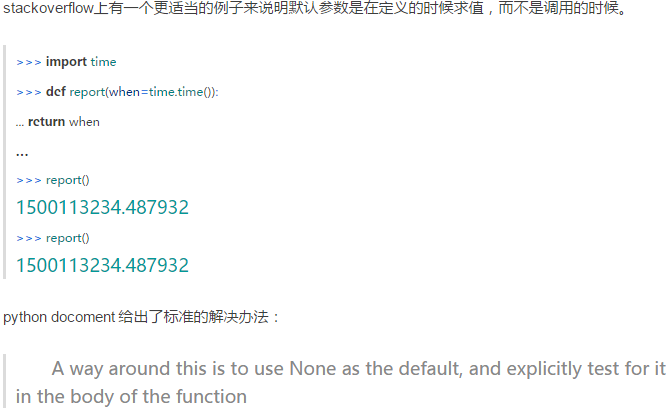 stackoverflow上有一个更适当的例子来说明默认参数是在定义的时候求值，而不是调用的时候。
>>> import time
>>> def report(when=time.time()):
... return when
...
>>> report()
1500113234.487932
>>> report()
1500113234.487932
python docoment 给出了标准的解决办法：
A way around this is to use None as the default, and explicitly test for it
in the body of the function